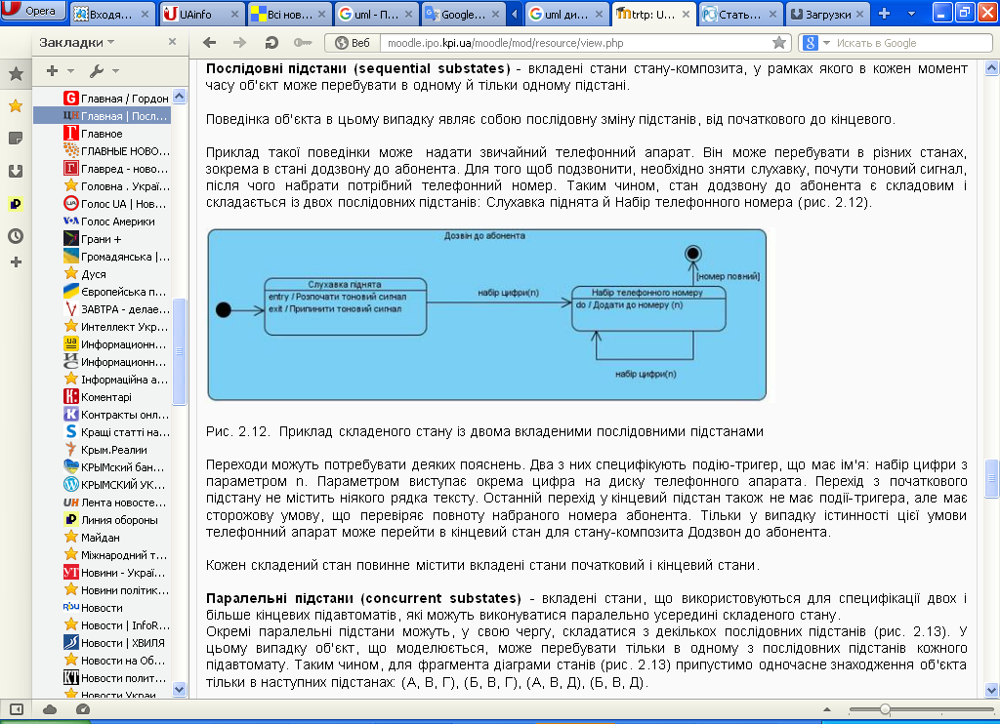 Opera
Входя...
UAinfo
Всі нов...
uml - П...
Google...
uml ди...
trtp: U...
Стать...
Загрузки
Закладки
Веб
moodle.ipo.kpi.ua/moodle/mod/resource/view.php
Искать в Google
Главная / Гордон
Главная | Посл...
Главное
ГЛАВНЫЕ НОВО...
Главред - ново...
Головна . Украї...
Голос UA | Нов...
Голос Америки
Грани +
Громадянська |...
Дуся
Європейська п...
ЗАВТРА - делае...
Интеллект Укр...
Информационн...
Информационн...
Інформаційна а...
Коментарі
Контракты онл...
Кращі статті на...
Крым.Реалии
КРЫМски бан...
КРЫМСКИЙ УК...
Лента новосте...
Линия обороны
Майдан
Міжнародний т...
Новини - Украї...
Новини політик...
Новости
Новости | InfoR...
Новости | ХВИЛЯ
Новости на Об...
Новости полит...
Новости Украи...
Послідовні підстани (sequential substates) - вкладені стани стану-композита, у рамках якого в кожен момент
часу об'єкт може перебувати в одному й тільки одному підстані.
Поведінка об'єкта в цьому випадку являє собою послідовну зміну підстанів, від початкового до кінцевого.
Приклад такої поведінки може надати звичайний телефонний апарат. Він може перебувати в різних станах,
зокрема в стані додзвону до абонента. Для того щоб подзвонити, необхідно зняти слухавку, почути тоновий сигнал,
після чого набрати потрібний телефонний номер. Таким чином, стан додзвону до абонента є складовим і
складається із двох послідовних підстанів: Слухавка піднята й Набір телефонного номера (рис. 2.12).
Дозвін до абонента
[номер повний]
Слухавка піднята
entry / Розпочати тоновий сигнал
exit / Припинити тоновий сигнал
набір цифри(n)
Набір телефонного номеру
do / Додати до номеру (n)
набір цифри(n)
Рис. 2.12. Приклад складеного стану із двома вкладеними послідовними підстанами
Переходи можуть потребувати деяких пояснень. Два з них специфікують подію-тригер, що має ім'я: набір цифри з
параметром n. Параметром виступає окрема цифра на диску телефонного апарата. Перехід з початкового
підстану не містить ніякого рядка тексту. Останній перехід у кінцевий підстан також не має події-тригера, але має
сторожову умову, що перевіряє повноту набраного номера абонента. Тільки у випадку істинності цієї умови
телефонний апарат може перейти в кінцевий стан для стану-композита Додзвон до абонента.
Кожен складений стан повинне містити вкладені стани початковий і кінцевий стани.
Паралельні підстани (concurrent substates) - вкладені стани, що використовуються для специфікації двох і
більше кінцевих підавтоматів, які можуть виконуватися паралельно усередині складеного стану.
Окремі паралельні підстани можуть, у свою чергу, складатися з декількох послідовних підстанів (рис. 2.13). У
цьому випадку об'єкт, що моделюється, може перебувати тільки в одному з послідовних підстанів кожного
підавтомату. Таким чином, для фрагмента діаграми станів (рис. 2.13) припустимо одночасне знаходження об'єкта
тільки в наступних підстанах: (А, В, Г), (Б, В, Г), (А, В, Д), (Б, В, Д).